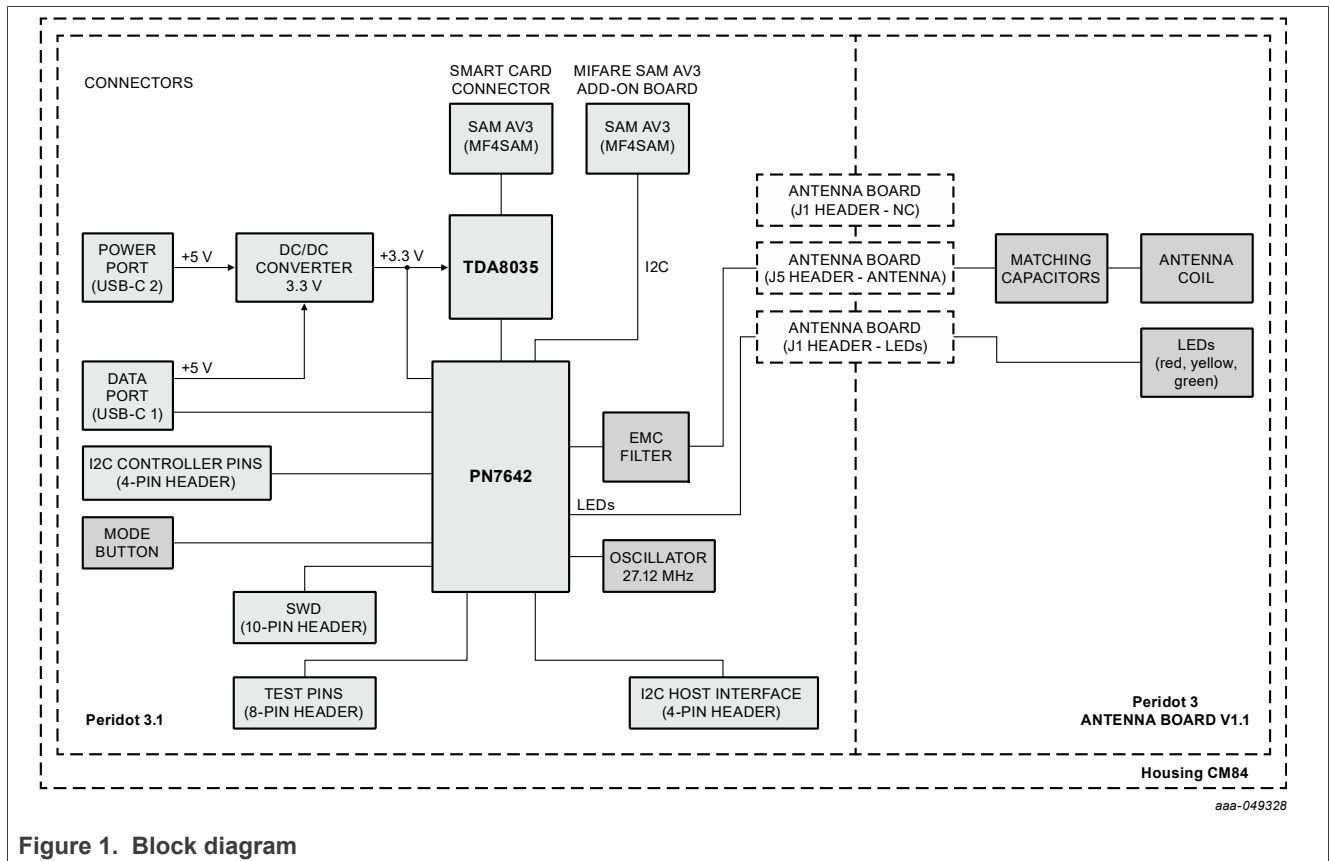 CONNECTORS
SMART CARD
CONNECTOR
MIFARE SAM AV3
ADD-ON BOARD
SAM AV3
(MF4SAM)
SAM AV3
(MF4SAM)
ANTENNA BOARD
(J1 HEADER - NC)
POWER
PORT
(USB-C 2)
+5 V
DC/DC
CONVERTER
3.3 V
+3.3 V
TDA8035
I2C
ANTENNA BOARD
(J5 HEADER - ANTENNA)
MATCHING
CAPACITORS
ANTENNA
COIL
ANTENNA BOARD
(J1 HEADER - LEDs)
LEDs
(red, yellow,
green)
DATA
PORT
(USB-C 1)
+5 V
EMC
FILTER
I2C CONTROLLER PINS
(4-PIN HEADER)
PN7642
LEDs
MODE
BUTTON
OSCILLATOR
27.12 MHz
SWD
(10-PIN HEADER)
TEST PINS
(8-PIN HEADER)
I2C HOST INTERFACE
(4-PIN HEADER)
Peridot 3.1
Peridot 3
ANTENNA BOARD V1.1
Housing CM84
aaa-049328
Figure 1. Block diagram